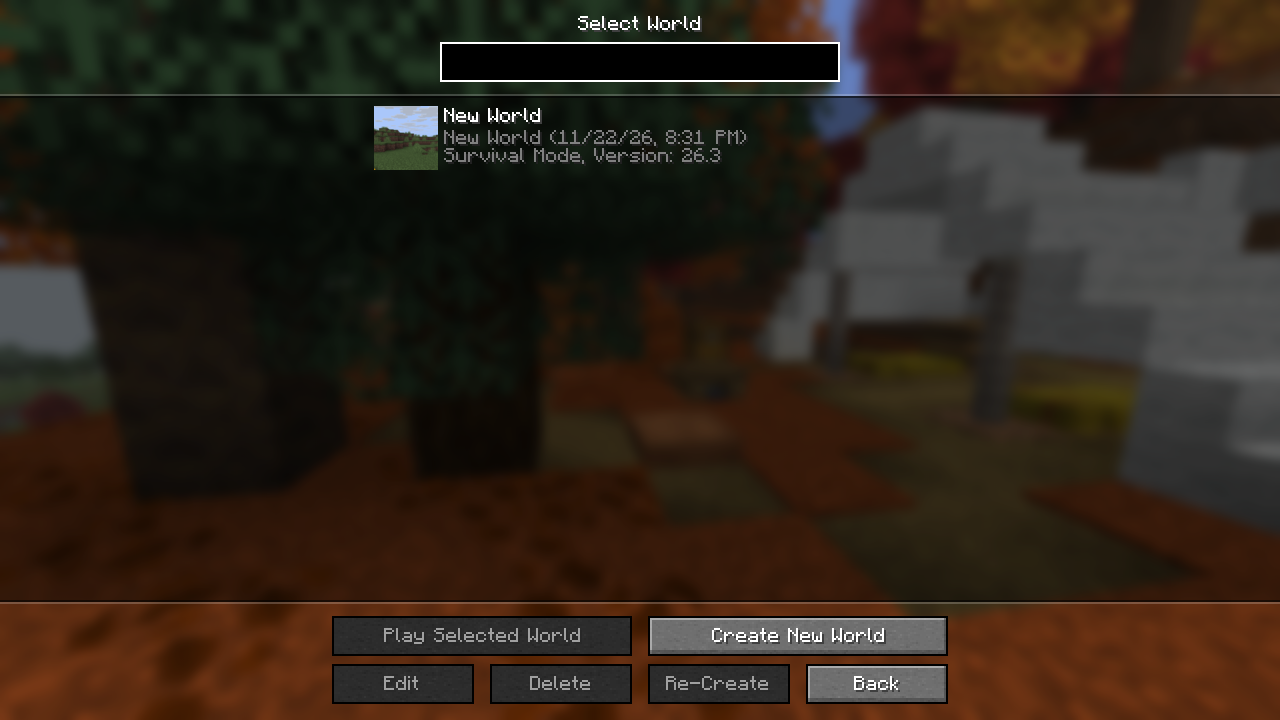 Select World
New World
New World (11/22/26, 8:31 PM)
Survival Mode, Version: 26.3
Play Selected World
Create New World
Edit
Delete
Re-Create
Back